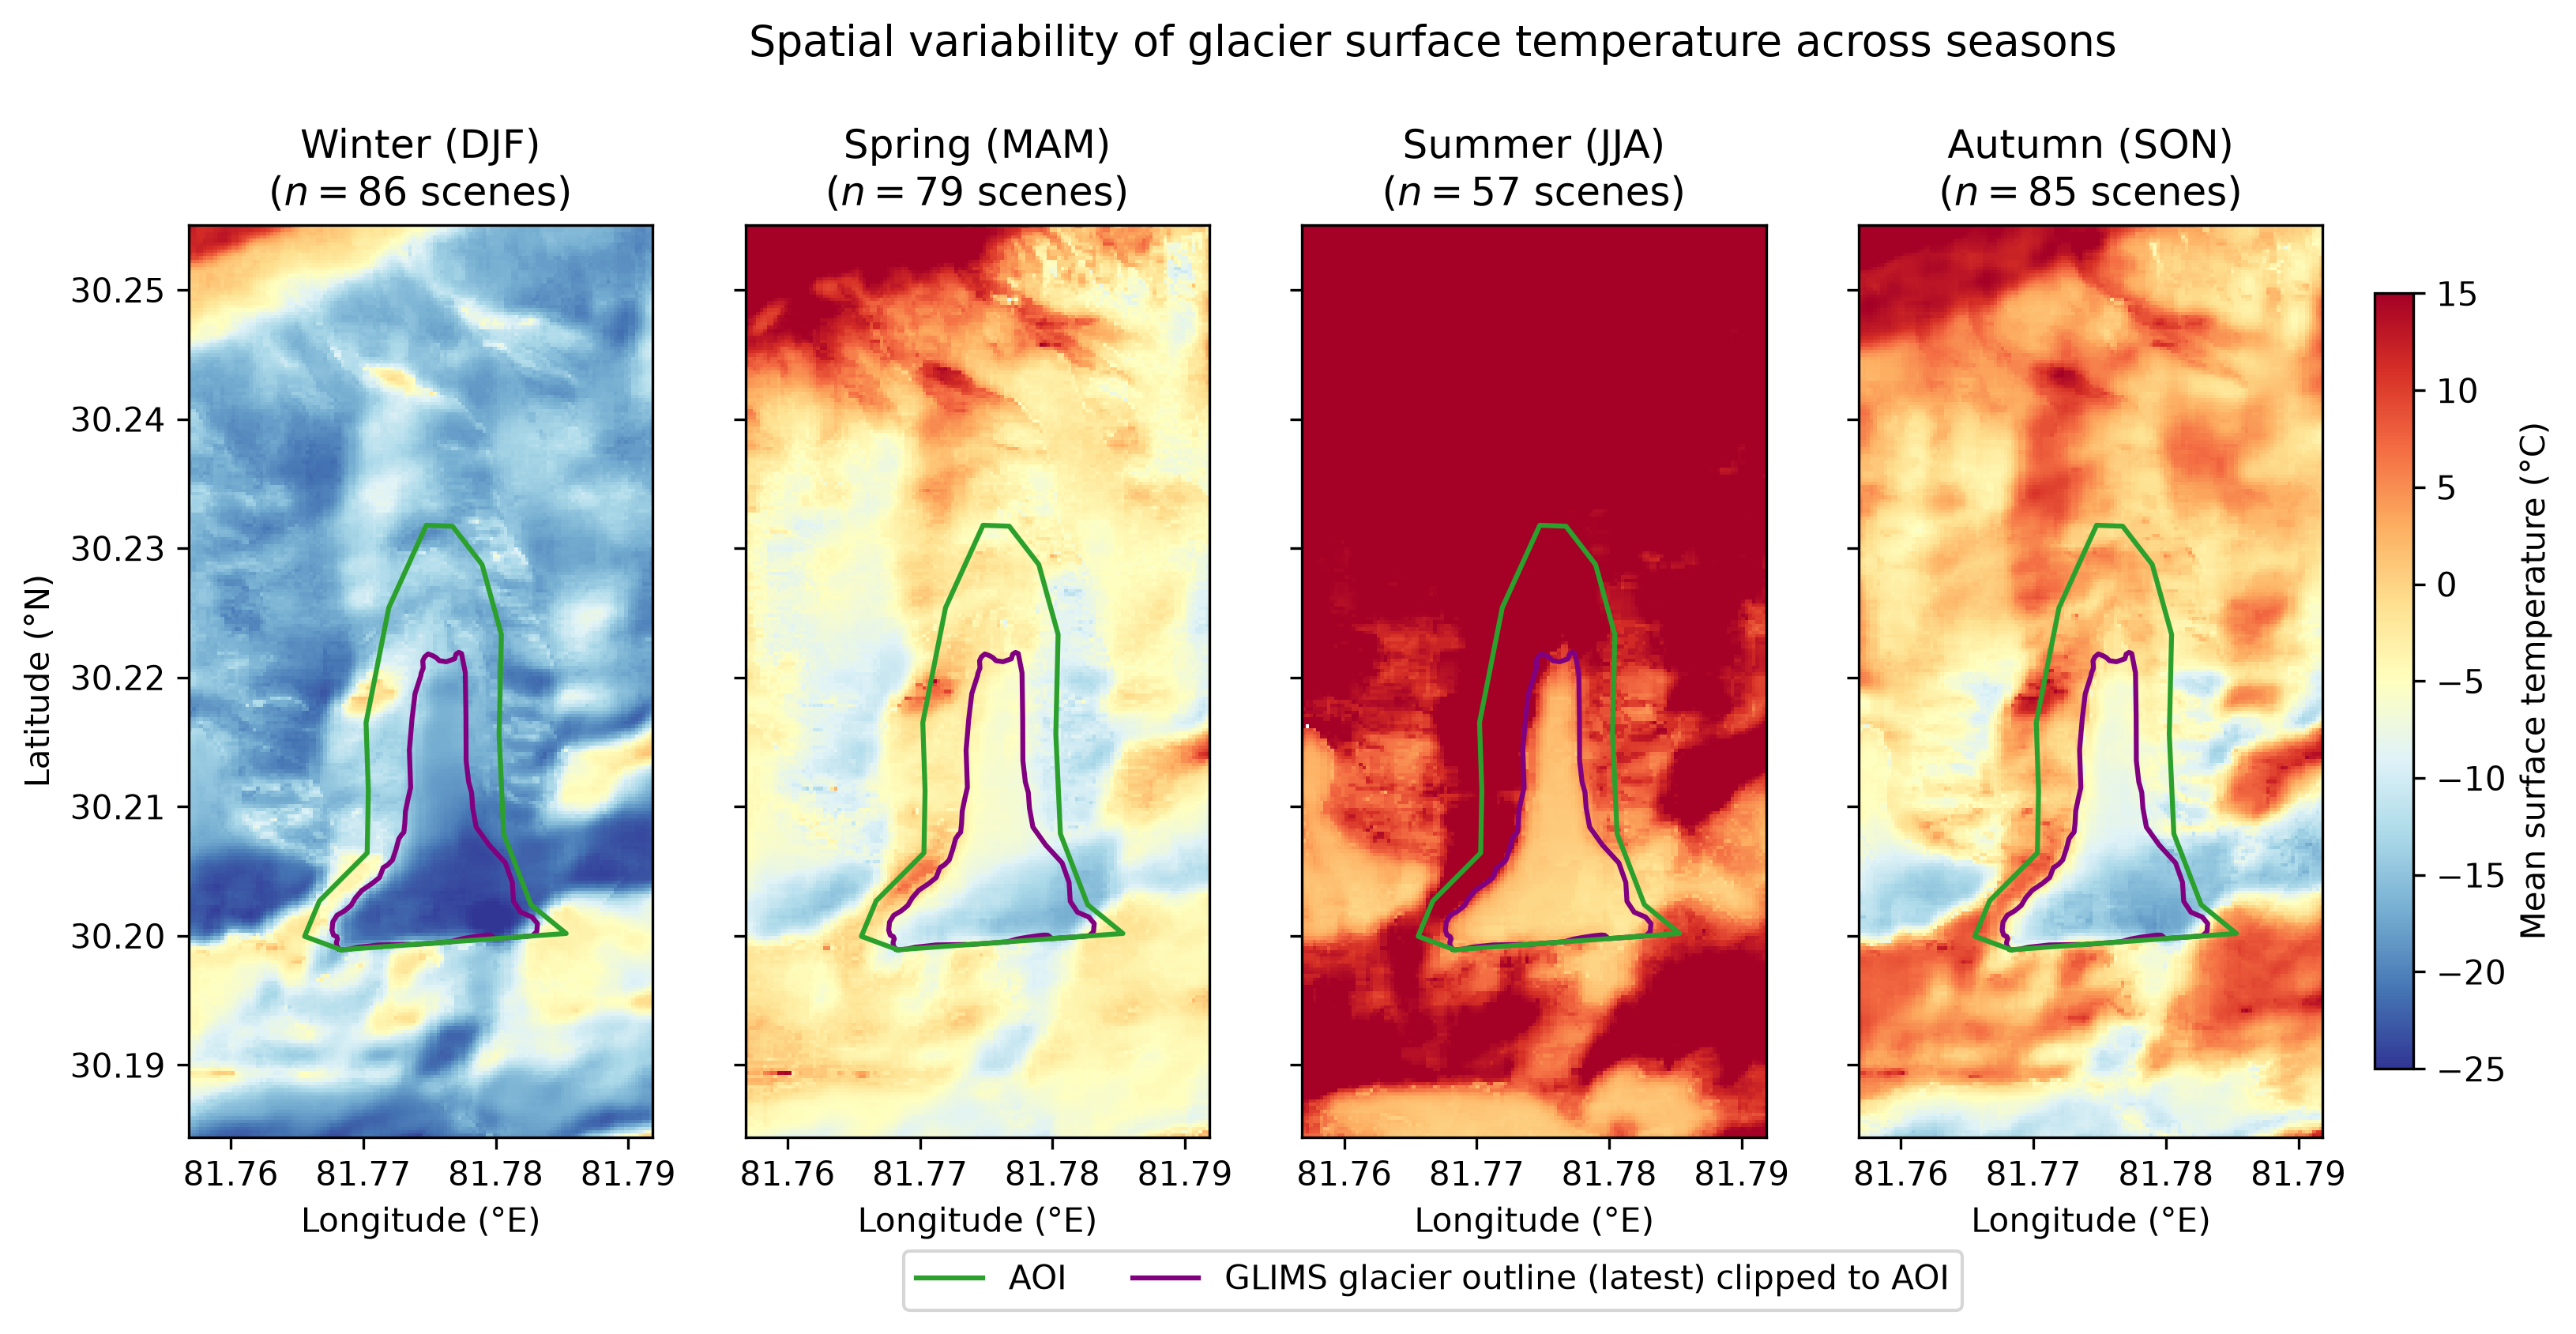 Spatial variability of glacier surface temperature across seasons
Winter (DJF)
(n = 86 scenes)
Spring (MAM)
(n = 79 scenes)
Summer (JJA)
(n = 57 scenes)
Autumn (SON)
(n = 85 scenes)
Latitude (°N)
30.25
30.24
30.23
30.22
30.21
30.20
30.19
81.76 81.77 81.78 81.79
81.76 81.77 81.78 81.79
81.76 81.77 81.78 81.79
81.76 81.77 81.78 81.79
Longitude (°E)
Longitude (°E)
Longitude (°E)
Longitude (°E)
15
10
5
0
−5
−10
−15
−20
−25
Mean surface temperature (°C)
AOI
GLIMS glacier outline (latest) clipped to AOI